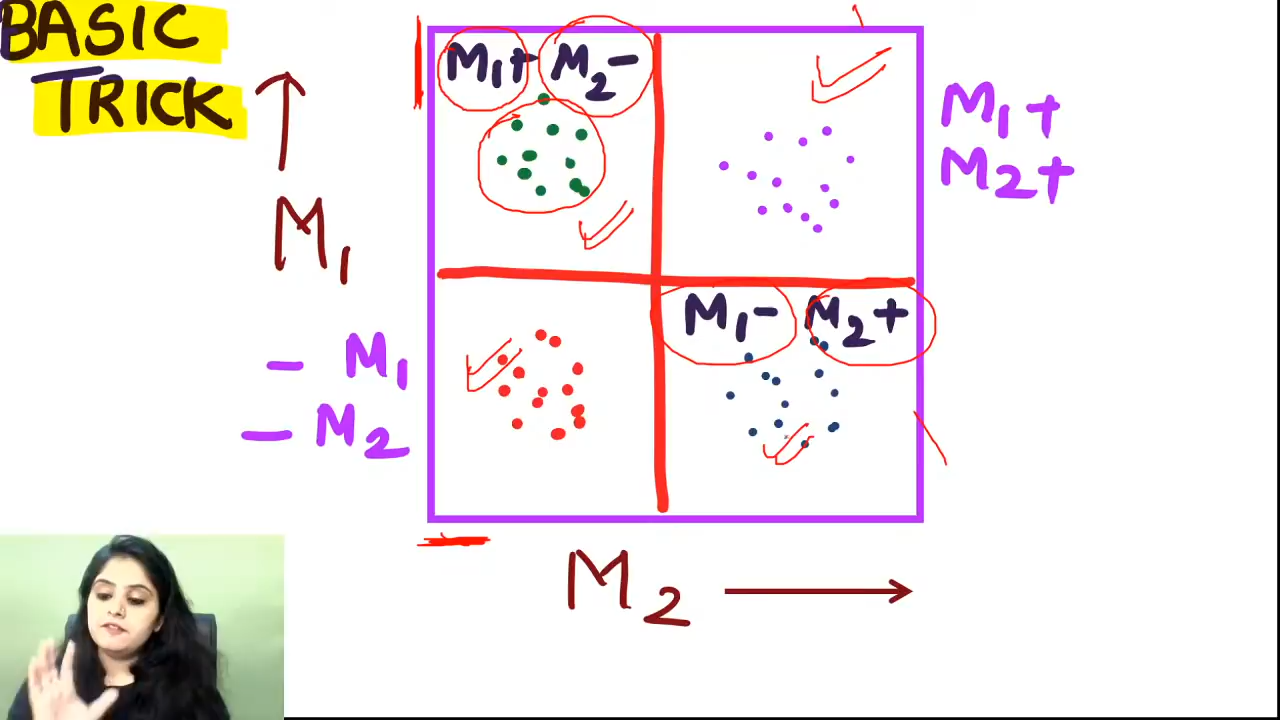 BASIC
TRICK
M1+ M2-
M1+
M2+
M1
M1- M2+
- M1
- M2
M2